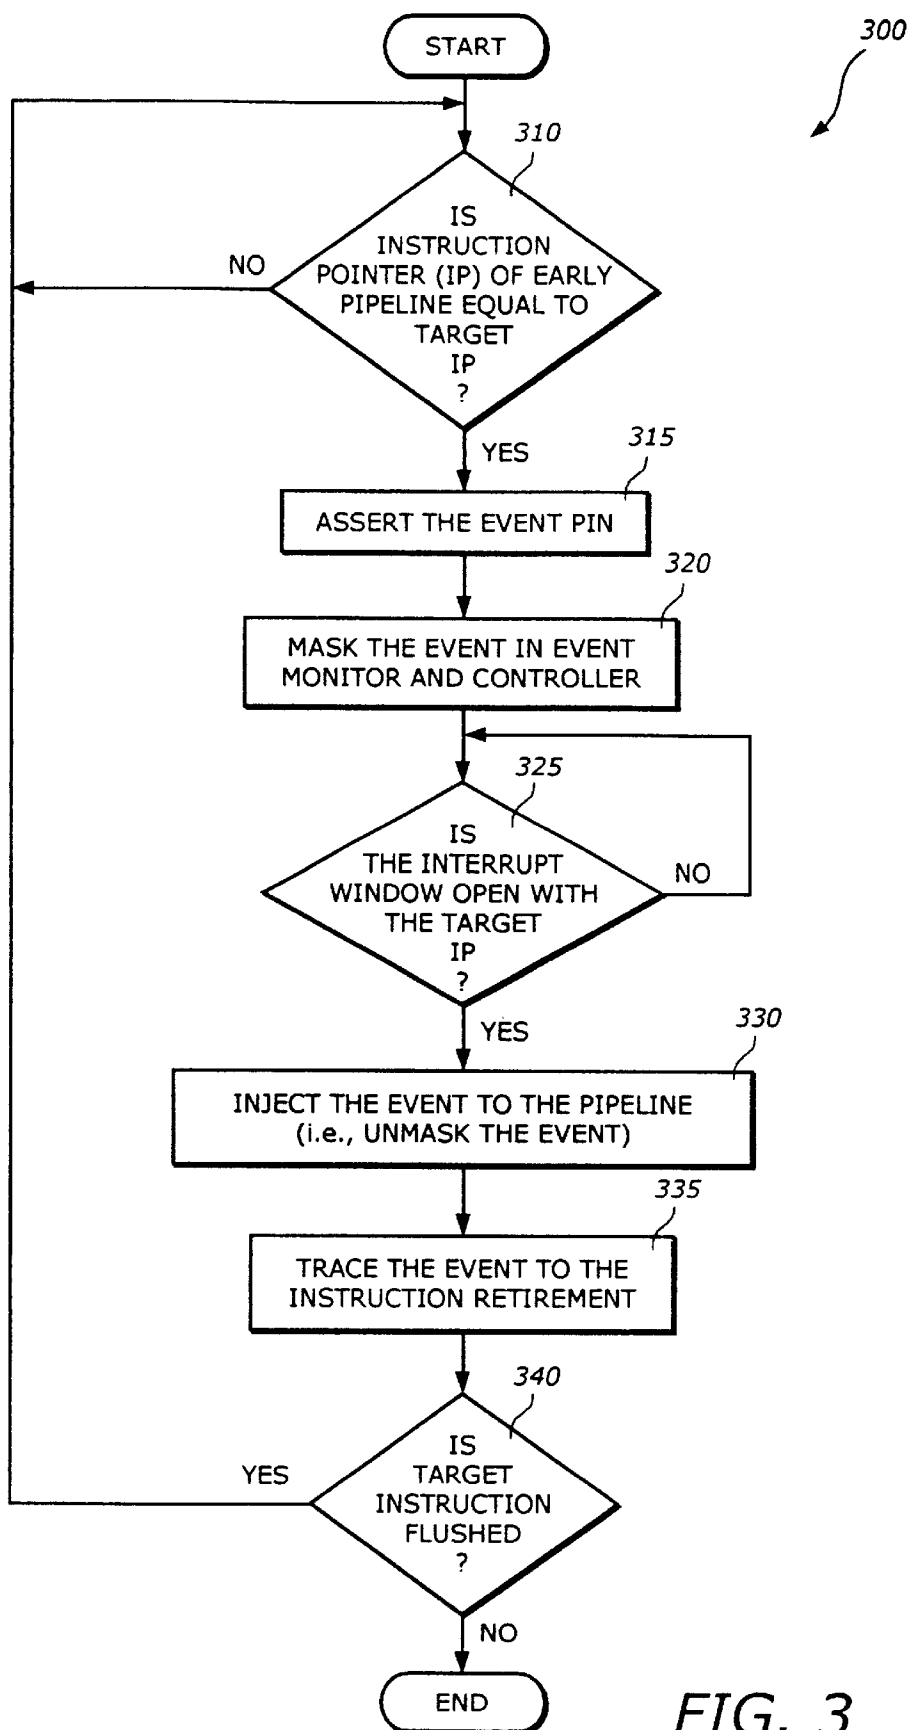 START
300
310
IS
INSTRUCTION
POINTER (IP) OF EARLY
PIPELINE EQUAL TO
TARGET
IP
?
NO
YES
315
ASSERT THE EVENT PIN
320
MASK THE EVENT IN EVENT
MONITOR AND CONTROLLER
325
IS
THE INTERRUPT
WINDOW OPEN WITH
THE TARGET
IP
?
NO
YES
330
INJECT THE EVENT TO THE PIPELINE
(i.e., UNMASK THE EVENT)
335
TRACE THE EVENT TO THE
INSTRUCTION RETIREMENT
340
IS
TARGET
INSTRUCTION
FLUSHED
?
YES
NO
END
FIG. 3